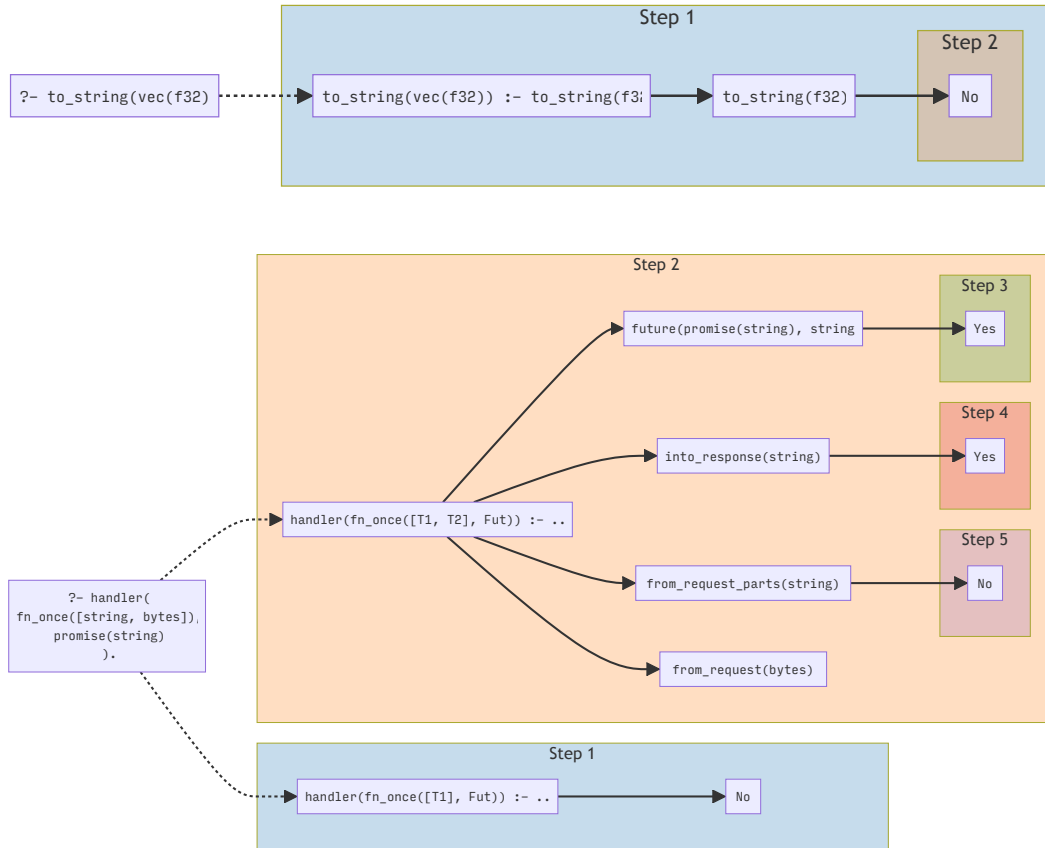 Step 1
Step 2
?- to_string(vec(f32)
to_string(vec(f32)) :- to_string(f3
to_string(f32)
No
Step 2
Step 3
future(promise(string), string
Yes
Step 4
into_response(string)
Yes
handler(fn_once([T1, T2], Fut)) :- ..
Step 5
from_request_parts(string)
No
?- handler(
fn_once([string, bytes]),
promise(string)
).
from_request(bytes)
Step 1
handler(fn_once([T1], Fut)) :- ..
No